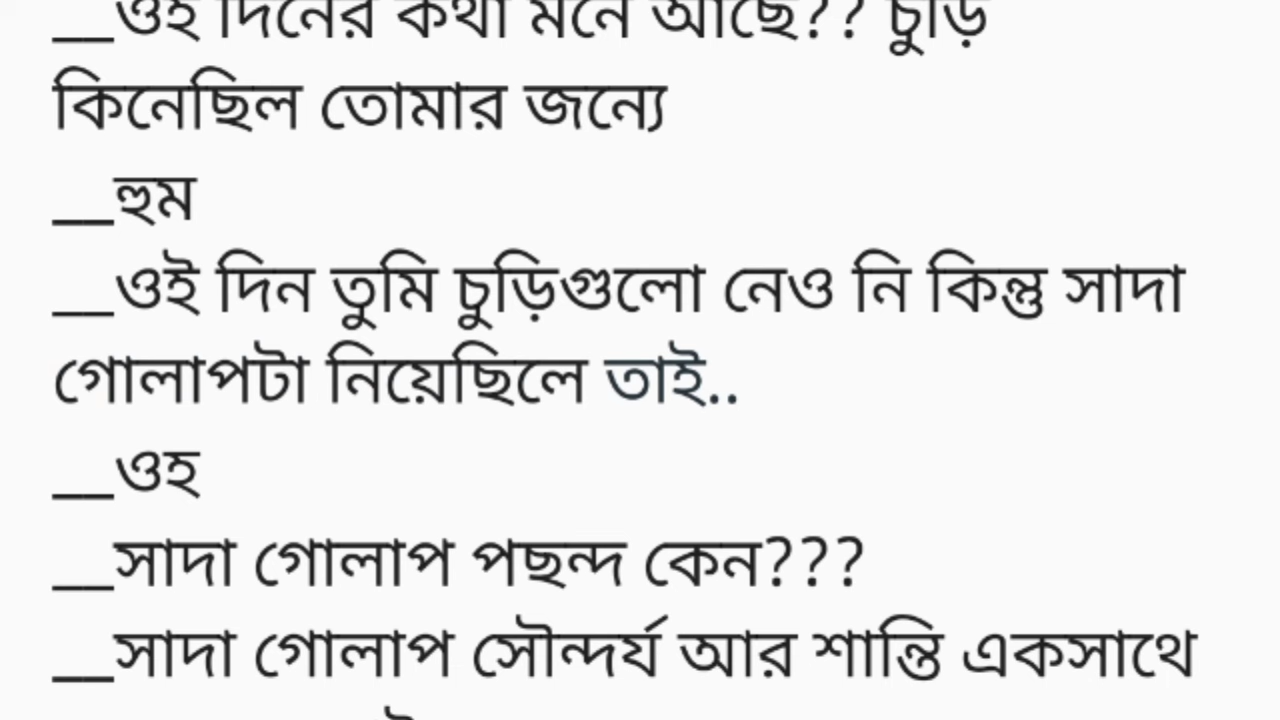 __ওই দিনের কথা মনে আছে?? চুড়ি
কিনেছিল তোমার জন্যে
__হুম
__ওই দিন তুমি চুড়িগুলো নেও নি কিন্তু সাদা
গোলাপটা নিয়েছিলে তাই..
__ওহ
__সাদা গোলাপ পছন্দ কেন???
__সাদা গোলাপ সৌন্দর্য আর শান্তি একসাথে